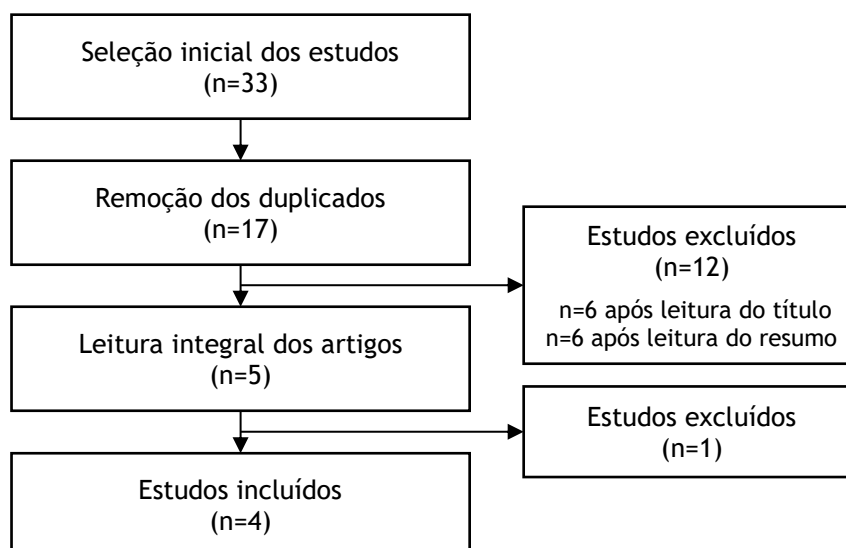 Seleção inicial dos estudos
(n=33)
Remoção dos duplicados
(n=17)
Estudos excluídos
(n=12)
n=6 após leitura do título
n=6 após leitura do resumo
Leitura integral dos artigos
(n=5)
Estudos excluídos
(n=1)
Estudos incluídos
(n=4)